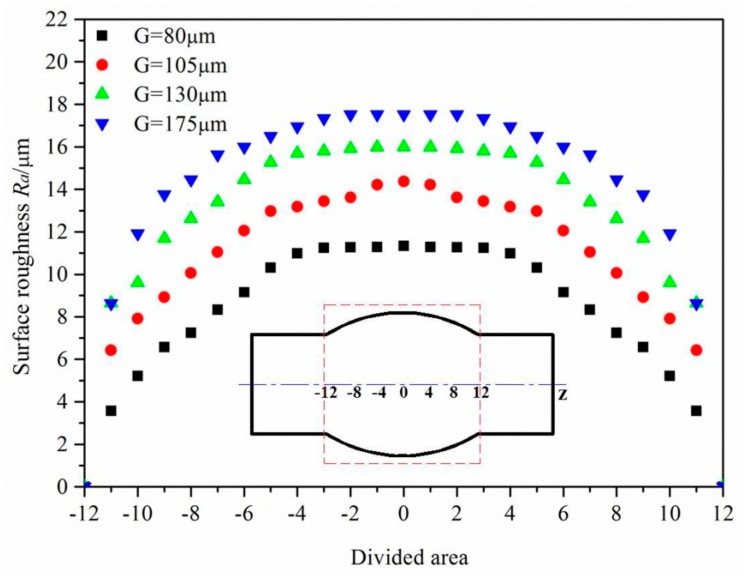 22
20
18
16
14
12
10
8
6
4
2
0
Surface roughness Ra/μm
G=80μm
G=105μm
G=130μm
G=175μm
-12 -8 -4 0 4 8 12 z
-12 -10 -8 -6 -4 -2 0 2 4 6 8 10 12
Divided area